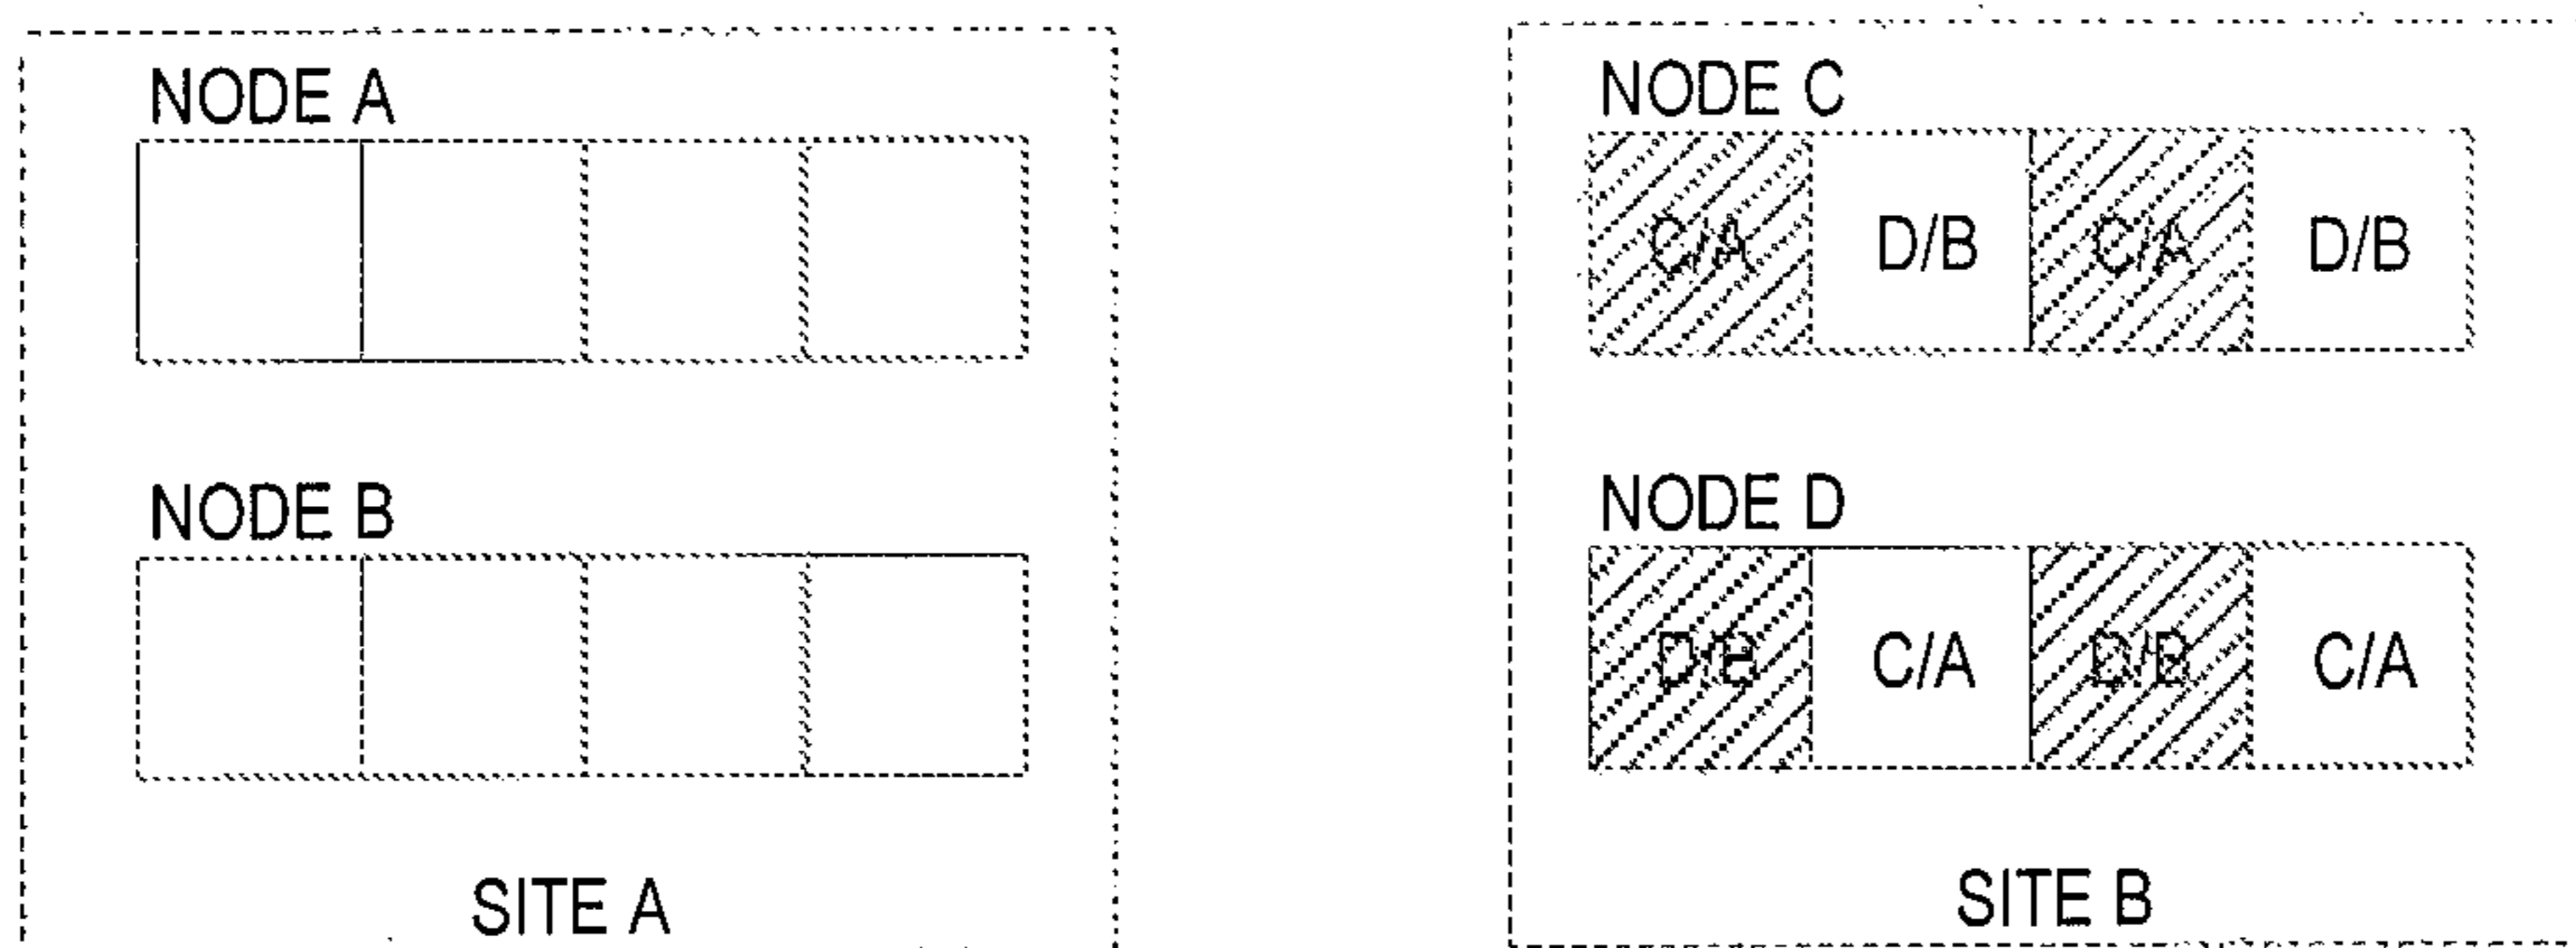 NODE A
NODE B
SITE A
NODE C
C/A D/B C/A D/B
NODE D
D/B C/A D/B C/A
SITE B